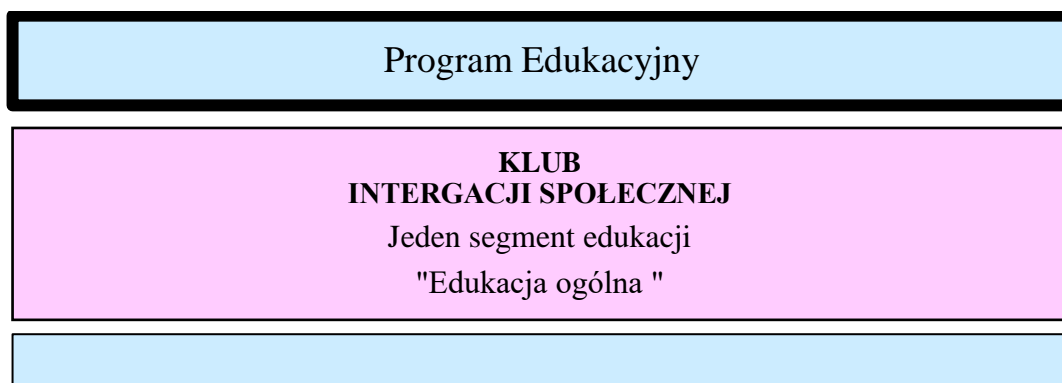 Program Edukacyjny
KLUB
INTERGACJI SPOŁECZNEJ
Jeden segment edukacji
"Edukacja ogólna "